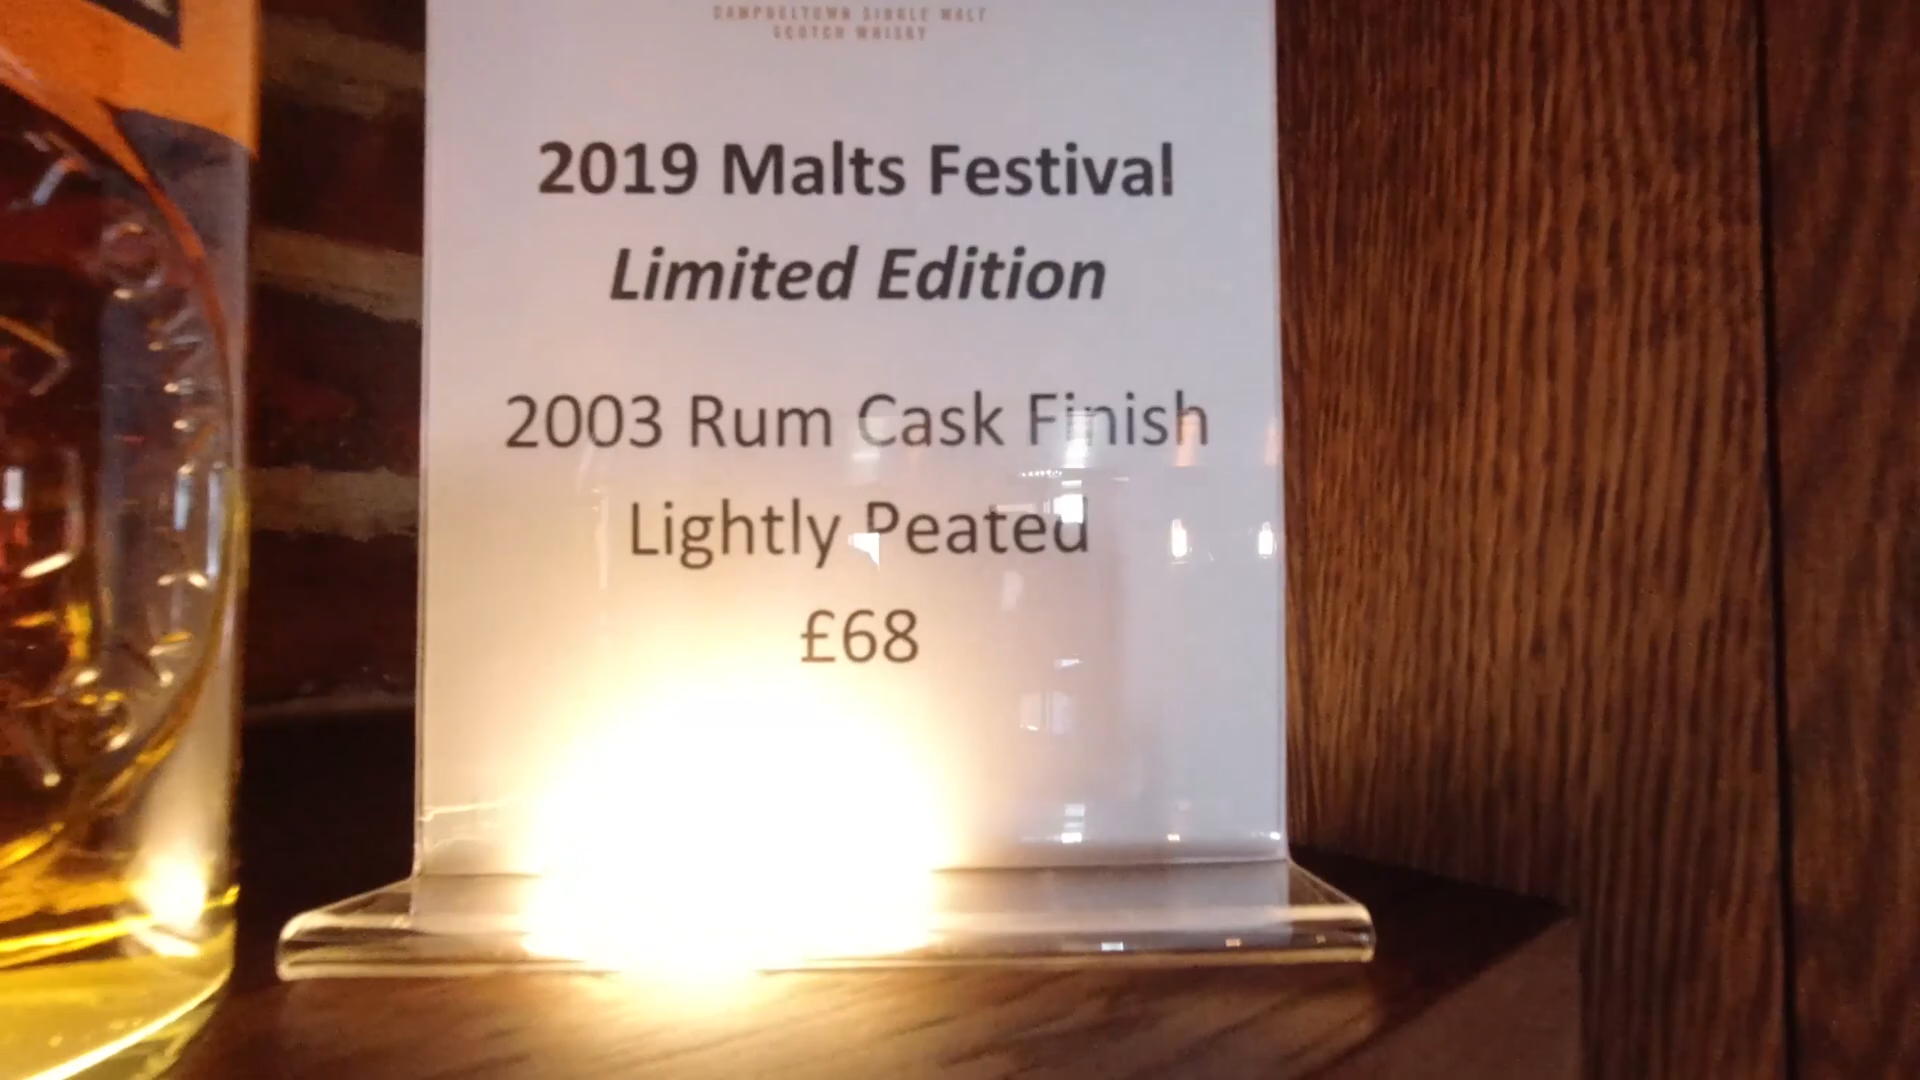 CAMPBELTOWN SINGLE MALT
SCOTCH WHISKY
2019 Malts Festival
Limited Edition
2003 Rum Cask Finish
Lightly Peated
£68